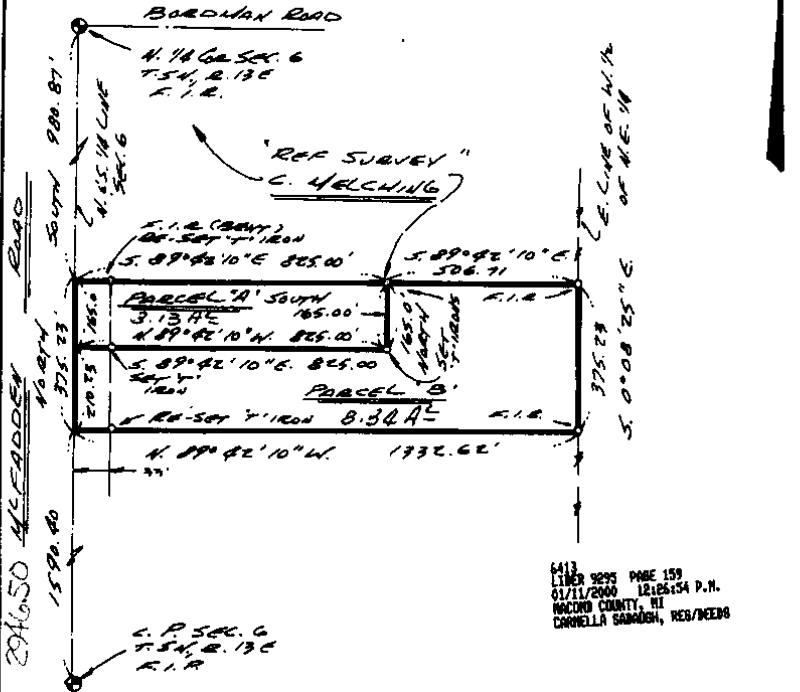 BORDMAN ROAD
N. 1/4 COR SEC. 6
T.5N, R. 13E
F.I.R.
SOUTH 980.87'
N. & S. 1/4 LINE
SEC. 6
"REF SURVEY"
C. MELCHING
E. LINE OF W. 1/2
OF N.E. 1/4
F.I.R. (BENT)
RE-SET 'T' IRON
S. 89°42'10"E 825.00'
S. 89°42'10"E.
506.71
PARCEL "A"
3.13 AC
SOUTH
165.00'
N. 89°42'10"W. 825.00'
165.0'
165.0'
NORTH
SET
'T' IRONS
F.I.R.
S. 89°42'10"E. 825.00
SET 'T'
IRON
PARCEL 'B'
8.34 AC
NORTH
375.23'
210.23
RE-SET 'T' IRON
F.I.R.
375.23
S. 0°08'25"E.
N. 89°42'10"W. 1332.62'
33'
McFADDEN ROAD
1590.40
2946.50
C. P. SEC. 6
T.5N, R. 13E
F.I.P.
6413
LIBER 9295 PAGE 159
01/11/2000 12:26:54 P.M.
MACOMB COUNTY, MI
CARMELLA SABAUGH, REG/DEEDS